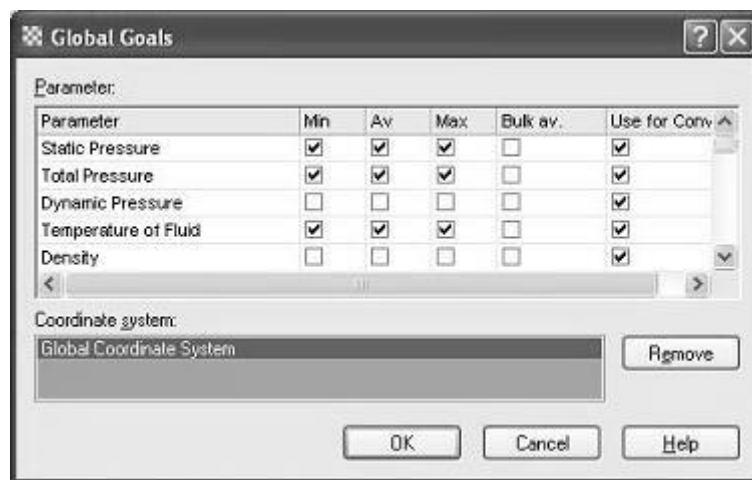 Global Goals
Parameter:
Parameter Min Av Max Bulk av. Use for Conv
Static Pressure
Total Pressure
Dynamic Pressure
Temperature of Fluid
Density
Coordinate system:
Global Coordinate System
Remove
OK Cancel Help